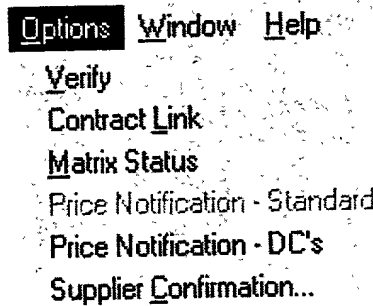 Options Window Help
Verify
Contract Link
Matrix Status
Price Notification - Standard
Price Notification - DC's
Supplier Confirmation...